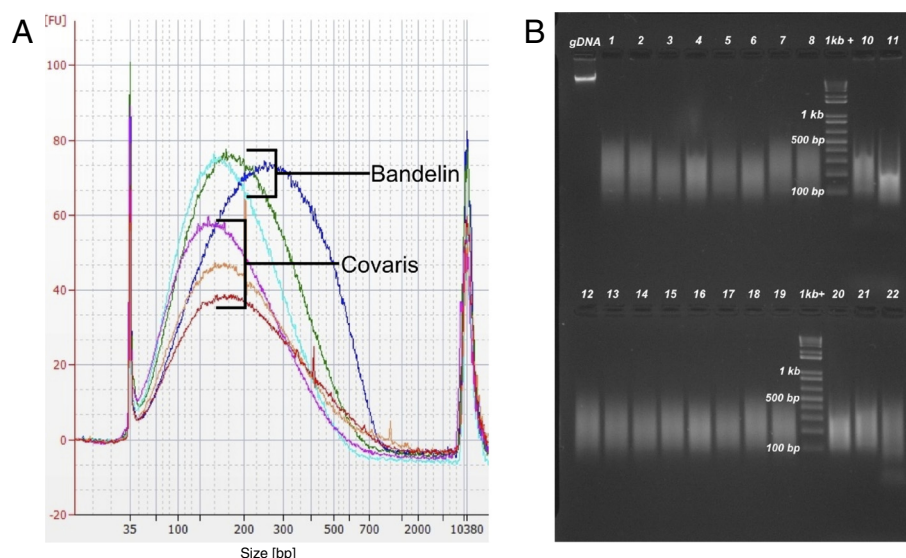 A
[FU]
100
80
60
40
20
0
-20
Bandelin
Covaris
35 100 200 300 500 700 2000 10380
Size [bp]
B
gDNA 1 2 3 4 5 6 7 8 1kb + 10 11
1 kb
500 bp
100 bp
12 13 14 15 16 17 18 19 1kb+ 20 21 22
1 kb
500 bp
100 bp